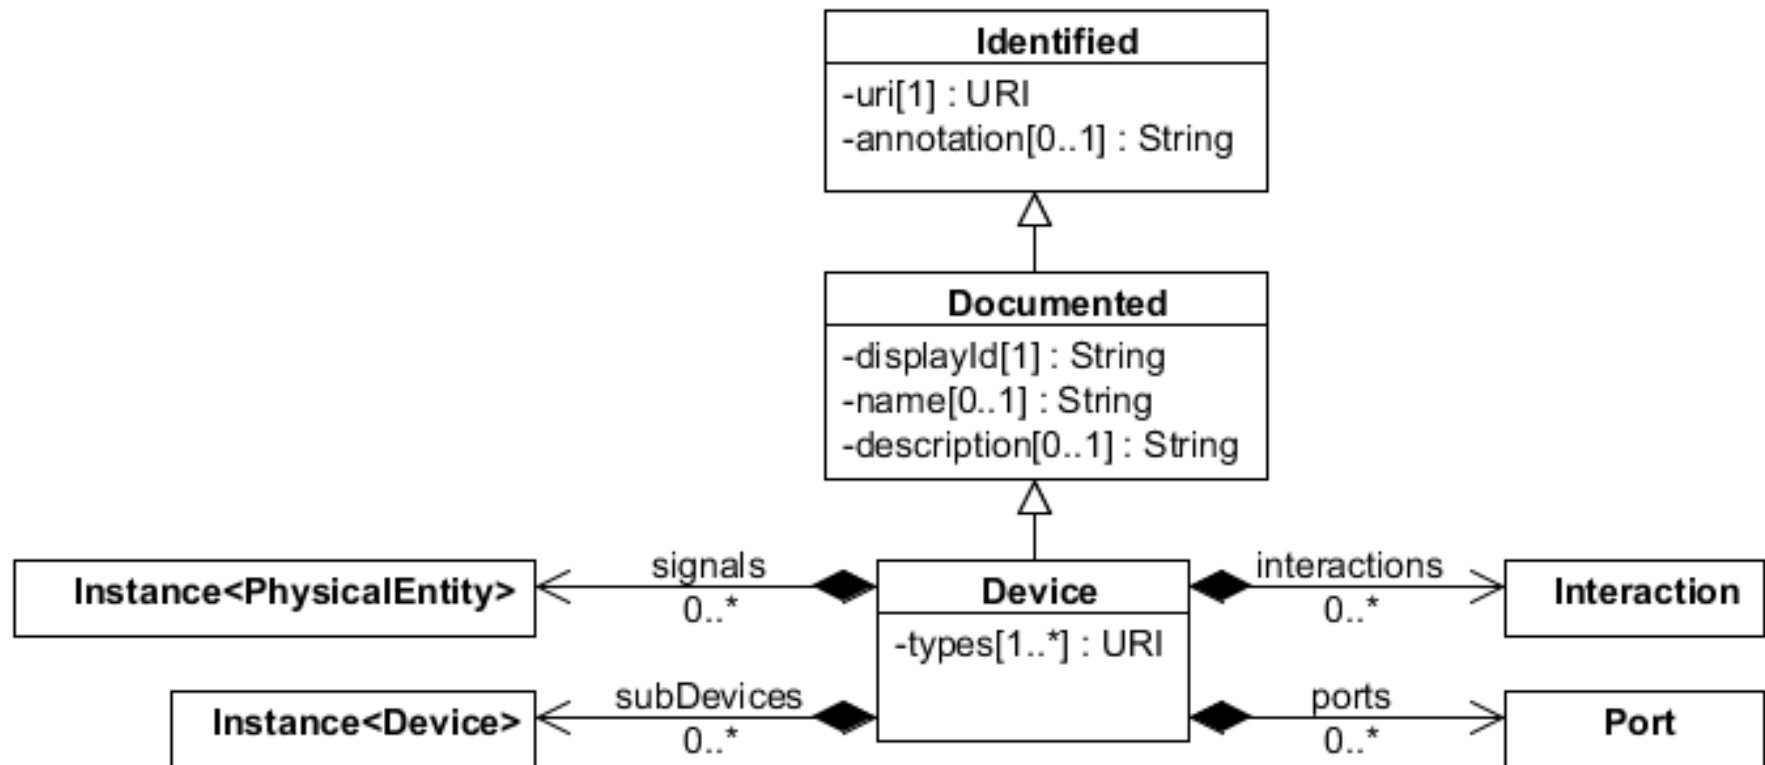 Identified
-uri[1] : URI
-annotation[0..1] : String
Documented
-displayId[1] : String
-name[0..1] : String
-description[0..1] : String
signals
0..*
Instance<PhysicalEntity>
subDevices
0..*
Instance<Device>
Device
-types[1..*] : URI
interactions
0..*
Interaction
ports
0..*
Port